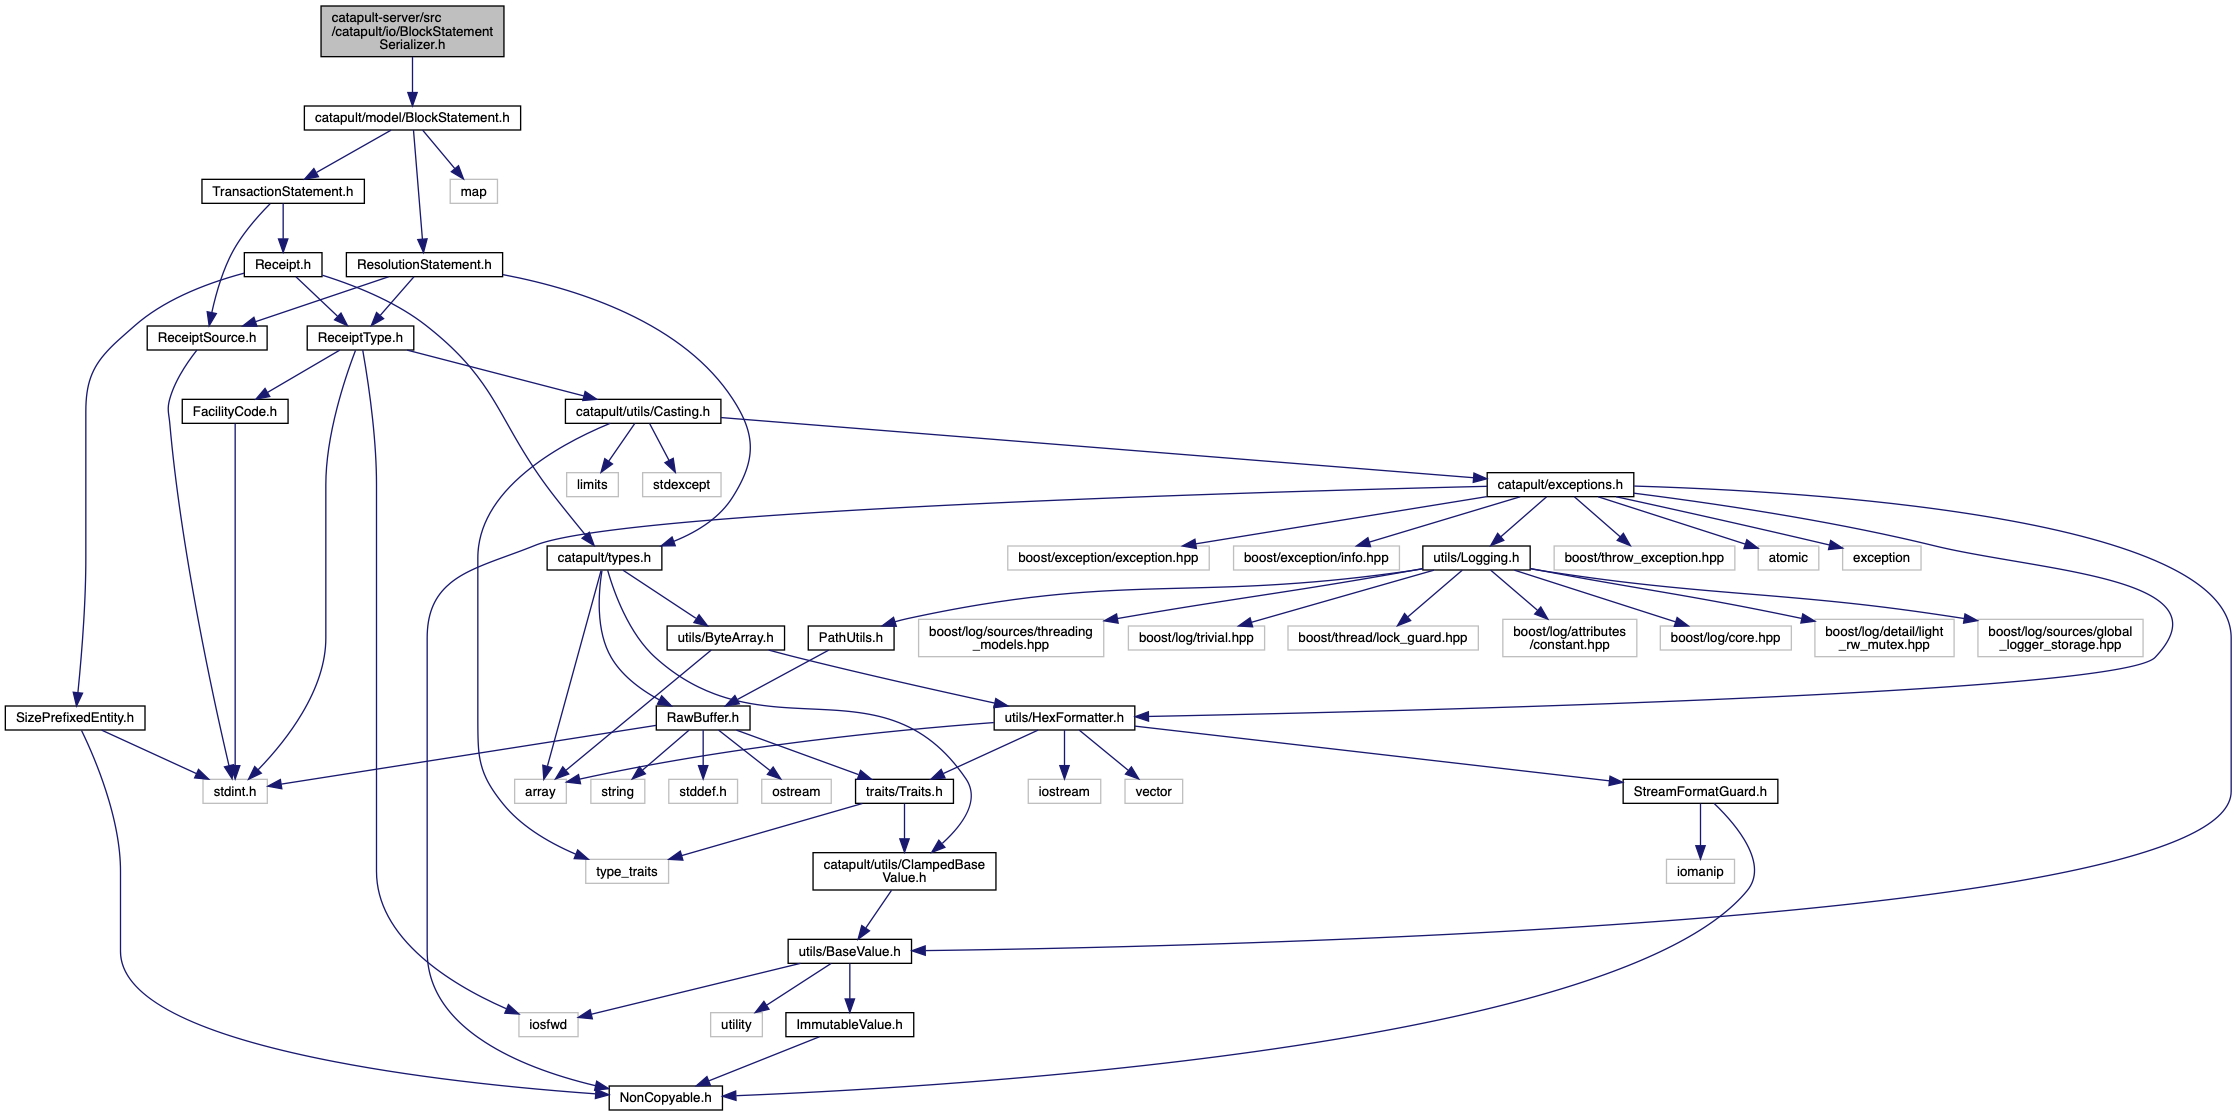 catapult-server/src
/catapult/io/BlockStatement
Serializer.h
catapult/model/BlockStatement.h
TransactionStatement.h
map
Receipt.h
ResolutionStatement.h
ReceiptSource.h
ReceiptType.h
FacilityCode.h
catapult/utils/Casting.h
limits
stdexcept
catapult/exceptions.h
catapult/types.h
boost/exception/exception.hpp
boost/exception/info.hpp
utils/Logging.h
boost/throw_exception.hpp
atomic
exception
utils/ByteArray.h
PathUtils.h
boost/log/sources/threading
_models.hpp
boost/log/trivial.hpp
boost/thread/lock_guard.hpp
boost/log/attributes
/constant.hpp
boost/log/core.hpp
boost/log/detail/light
_rw_mutex.hpp
boost/log/sources/global
_logger_storage.hpp
SizePrefixedEntity.h
RawBuffer.h
utils/HexFormatter.h
stdint.h
array
string
stddef.h
ostream
traits/Traits.h
iostream
vector
StreamFormatGuard.h
type_traits
catapult/utils/ClampedBase
Value.h
iomanip
utils/BaseValue.h
iosfwd
utility
ImmutableValue.h
NonCopyable.h